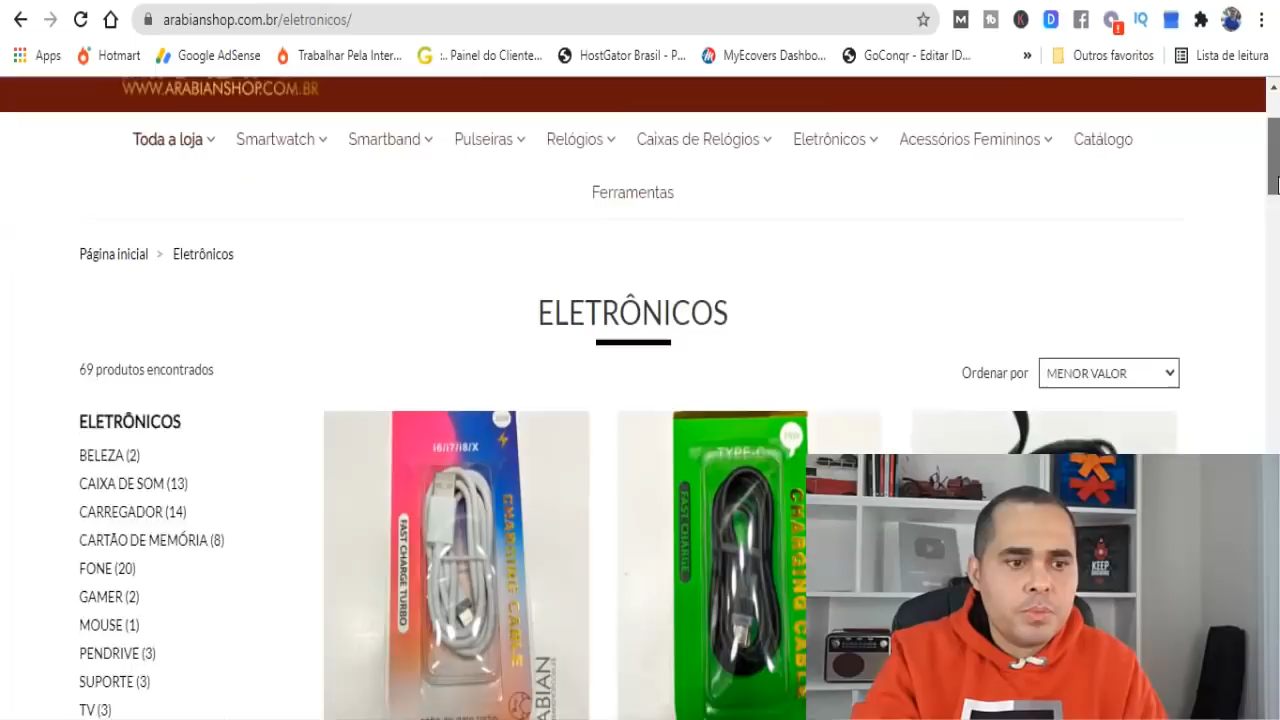 arabianshop.com.br/eletronicos/
Apps
Hotmart
Google AdSense
Trabalhar Pela Inter...
:.. Painel do Cliente...
HostGator Brasil - P...
MyEcovers Dashbo...
GoConqr - Editar ID...
»
Outros favoritos
Lista de leitura
WWW.ARABIANSHOP.COM.BR
Toda a loja
Smartwatch
Smartband
Pulseiras
Relógios
Caixas de Relógios
Eletrônicos
Acessórios Femininos
Catálogo
Ferramentas
Página inicial > Eletrônicos
ELETRÔNICOS
69 produtos encontrados
Ordenar por
MENOR VALOR
ELETRÔNICOS
BELEZA (2)
CAIXA DE SOM (13)
CARREGADOR (14)
CARTÃO DE MEMÓRIA (8)
FONE (20)
GAMER (2)
MOUSE (1)
PENDRIVE (3)
SUPORTE (3)
TV (3)
I6/I7/I8/X
FAST CHARGE TURBO
CHARGING CABLE
TYPE-C
FAST CHARGE
CHARGING CABLE
KEEP